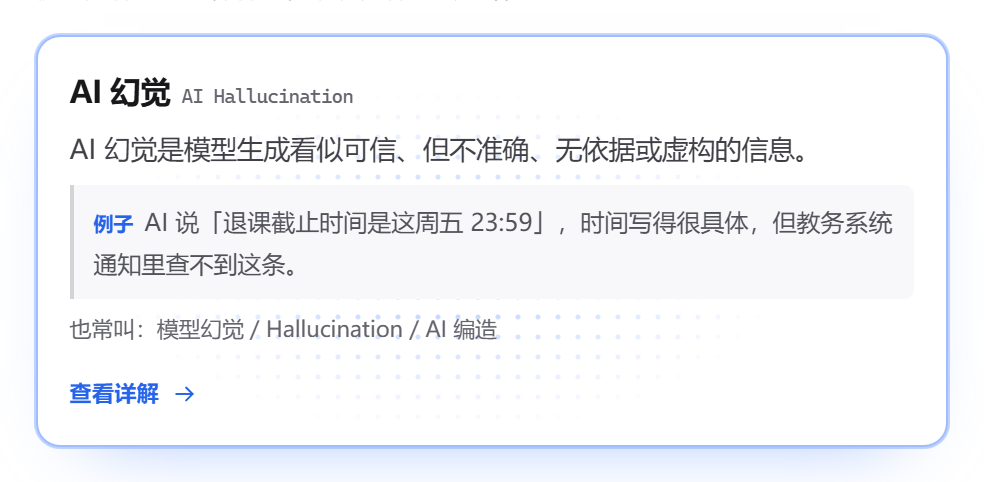 AI 幻觉 AI Hallucination
AI 幻觉是模型生成看似可信、但不准确、无依据或虚构的信息。
例子 AI 说「退课截止时间是这周五 23:59」，时间写得很具体，但教务系统
通知里查不到这条。
也常叫：模型幻觉 / Hallucination / AI 编造
查看详解 →